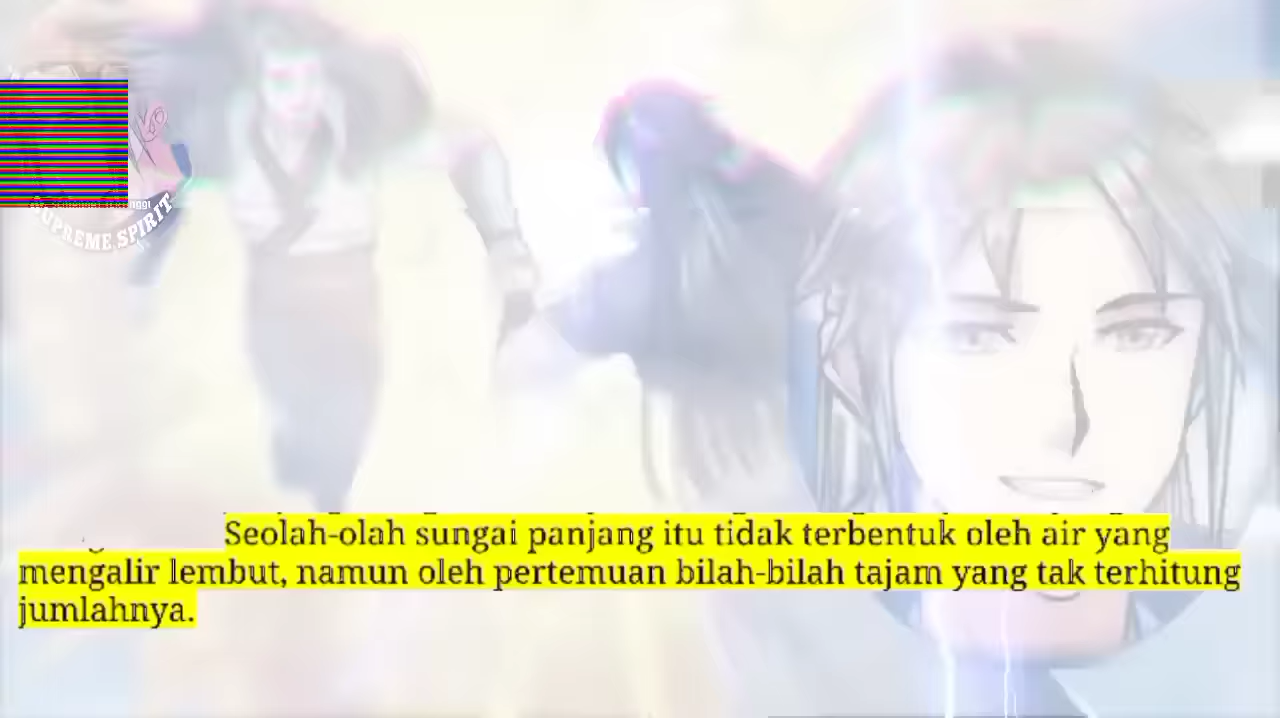 SUPREME SPIRIT
Seolah-olah sungai panjang itu tidak terbentuk oleh air yang
mengalir lembut, namun oleh pertemuan bilah-bilah tajam yang tak terhitung
jumlahnya.